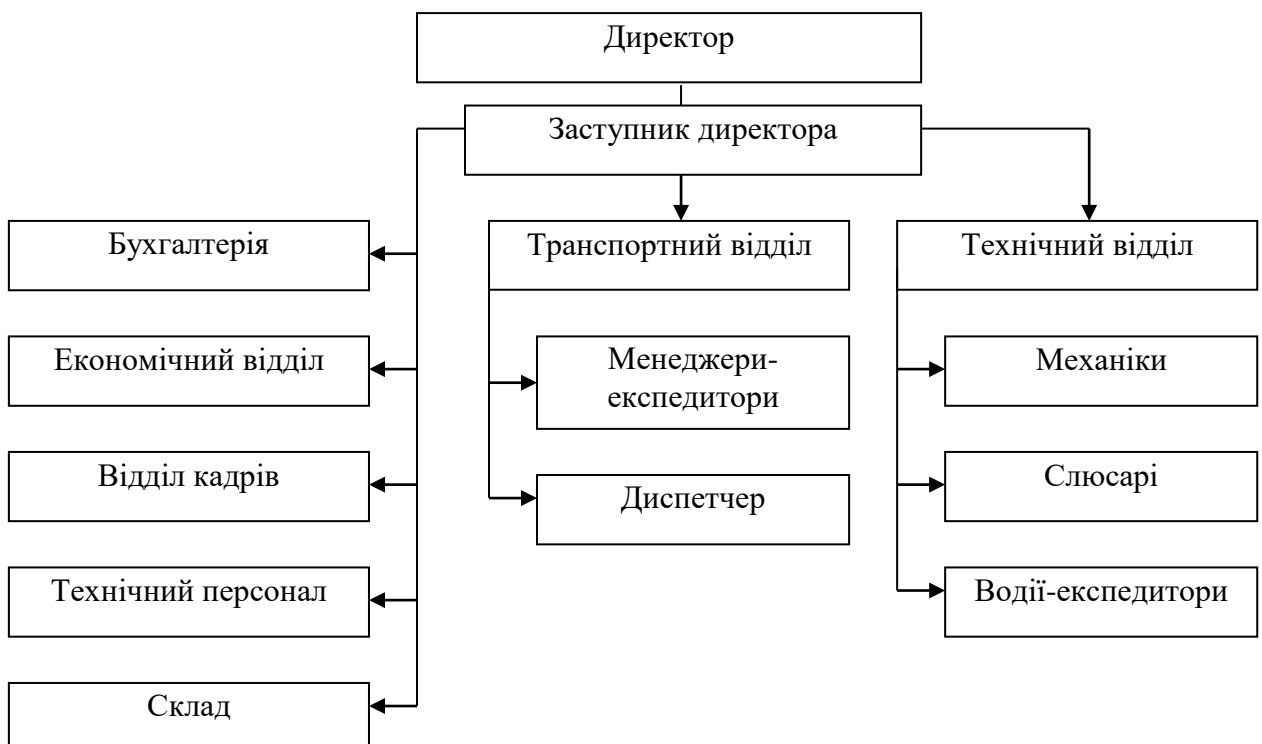 Директор
Заступник директора
Бухгалтерія
Транспортний відділ
Технічний відділ
Економічний відділ
Менеджери-
експедитори
Механіки
Відділ кадрів
Диспетчер
Слюсарі
Технічний персонал
Водії-експедитори
Склад